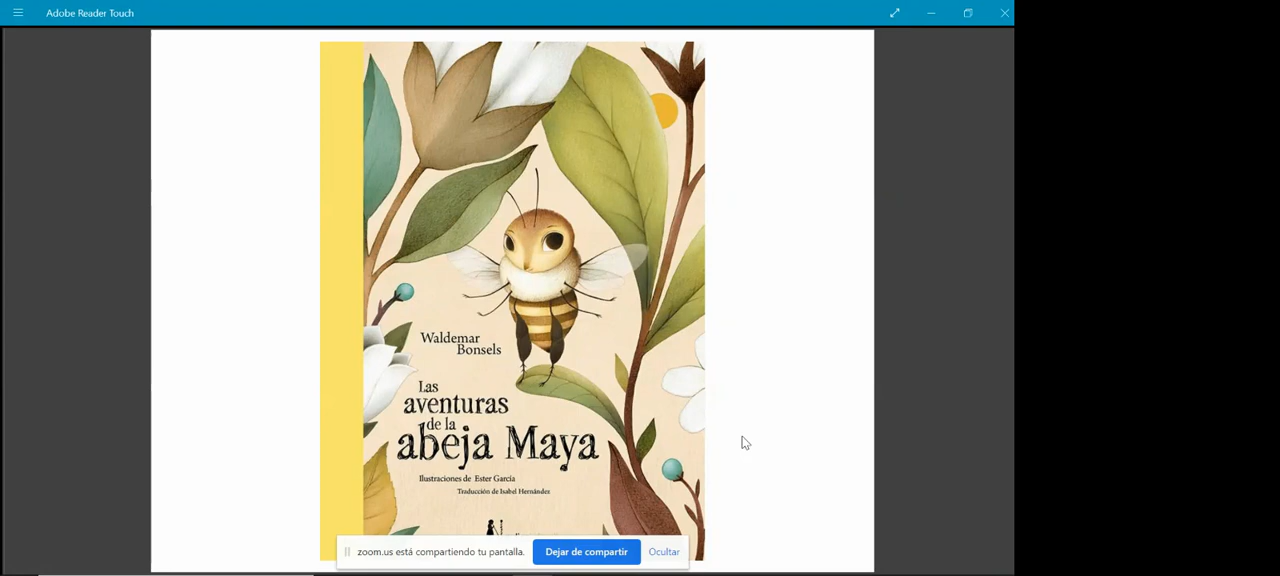 Adobe Reader Touch
Waldemar
Bonsels
Las
aventuras
de la
abeja Maya
Ilustraciones de Ester García
Traducción de Isabel Hernández
zoom.us está compartiendo tu pantalla.
Dejar de compartir
Ocultar